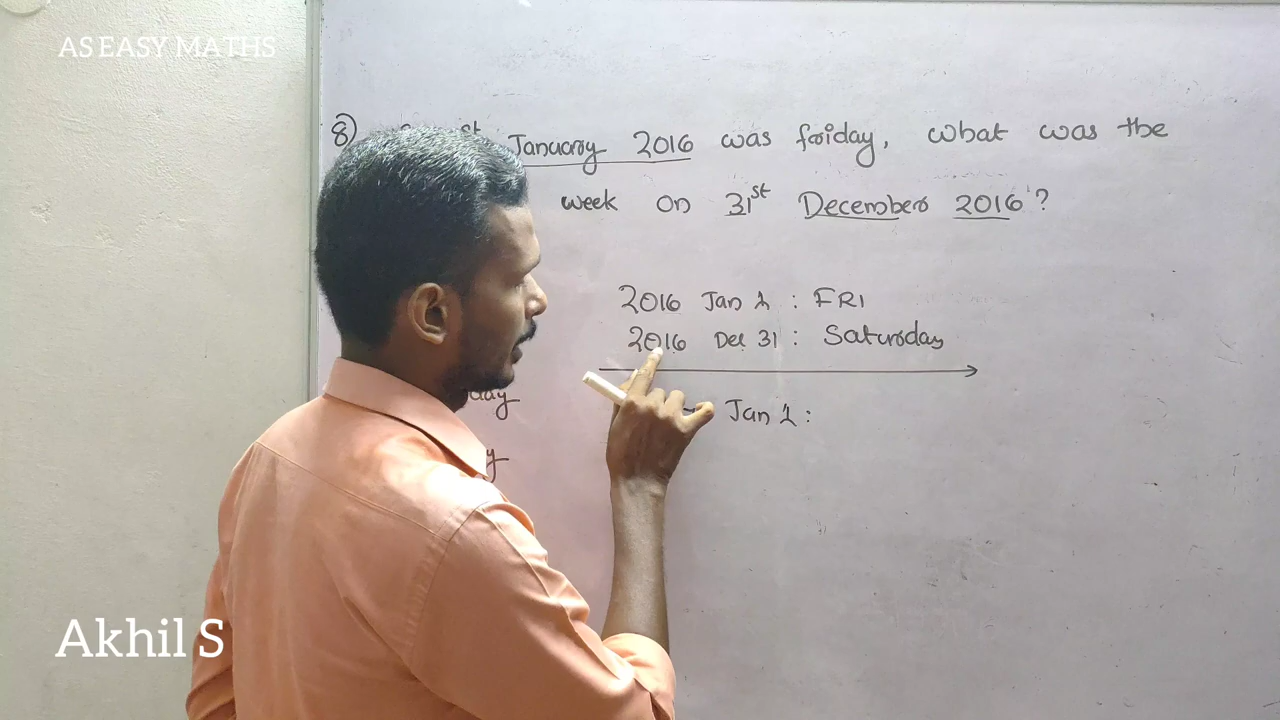 AS EASY MATHS
8) st January 2016 was friday, what was the
week on 31st December 2016?
2016 Jan 1 : FRI
2016 Dec 31 : Saturday
day Jan 1 :
y
Akhil S